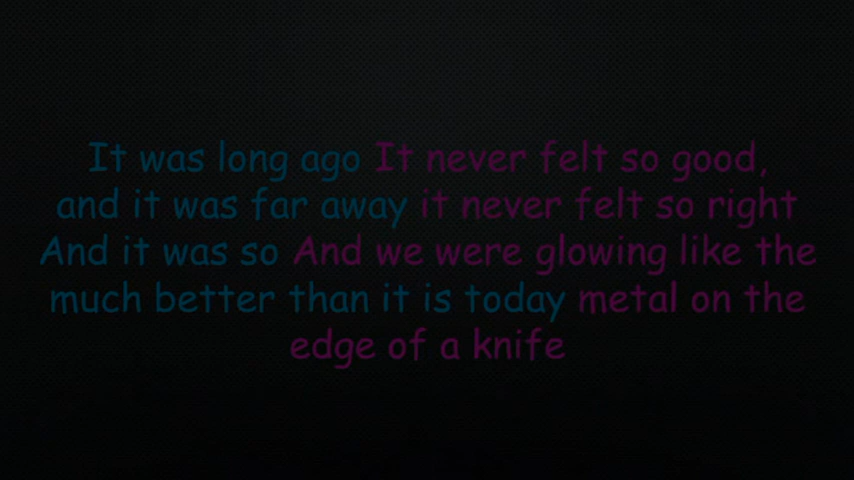 It was long ago It never felt so good,
and it was far away it never felt so right
And it was so And we were glowing like the
much better than it is today metal on the
edge of a knife